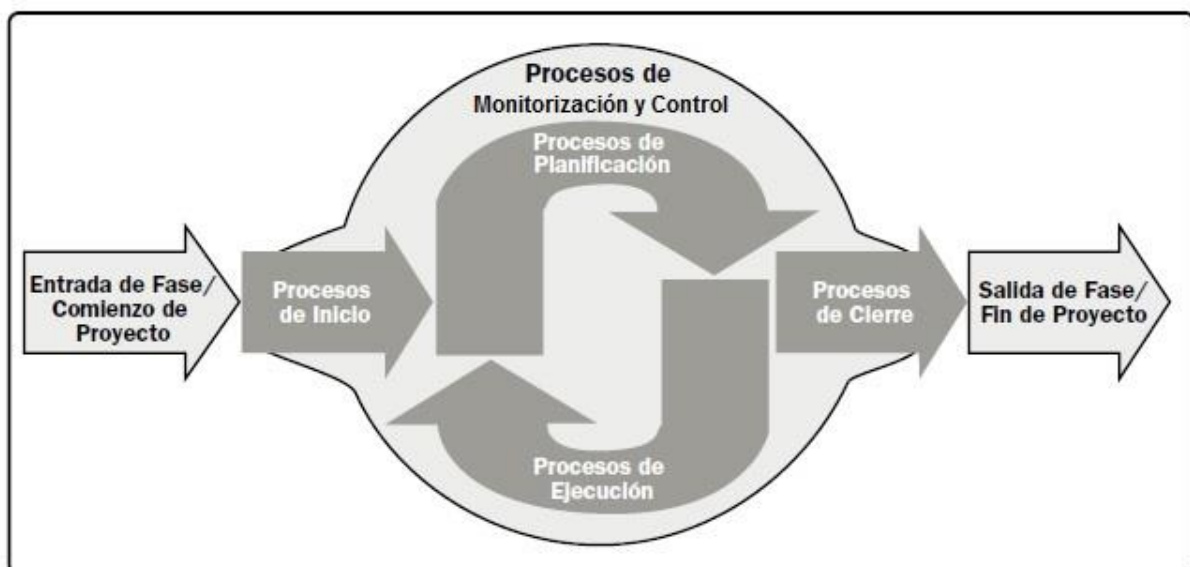 Procesos de
Monitorización y Control
Procesos de
Planificación
Entrada de Fase/
Comienzo de
Proyecto
Procesos
de Inicio
Procesos
de Cierre
Salida de Fase/
Fin de Proyecto
Procesos de
Ejecución